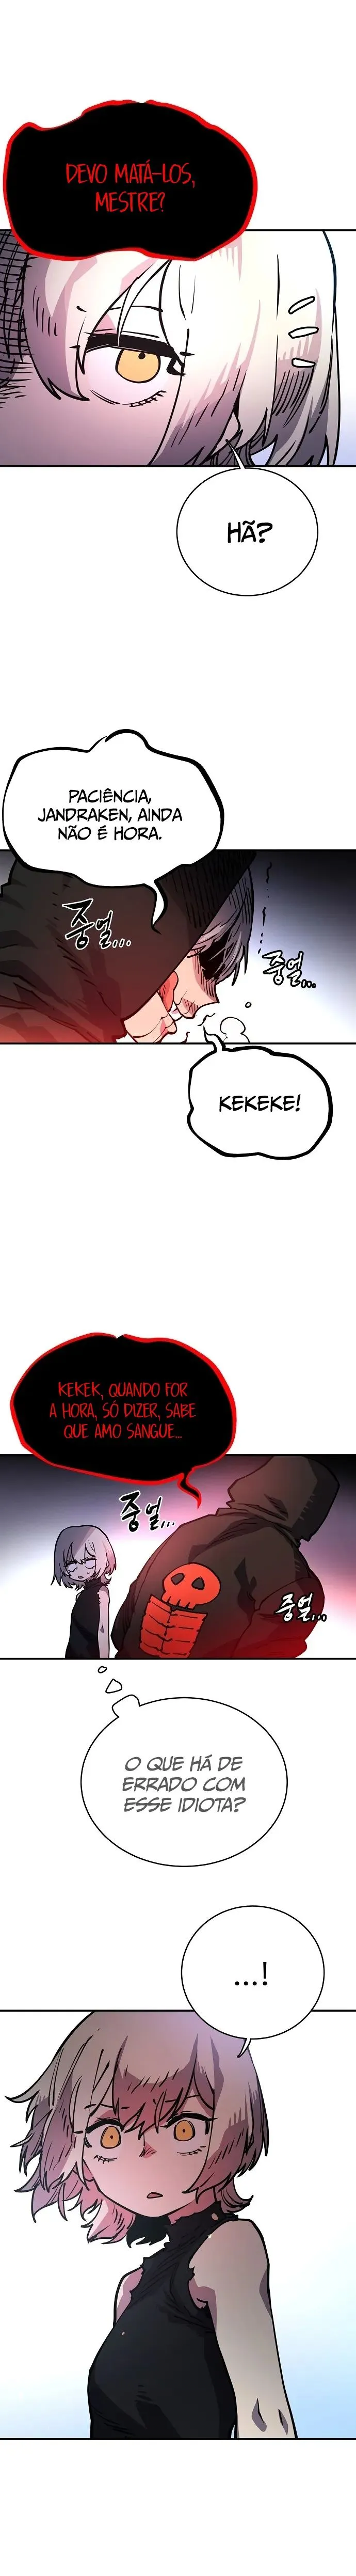 DEVO MATÁ-LOS,
MESTRE?
HÃ?
PACIÊNCIA,
JANDRAKEN, AINDA
NÃO É HORA.
중얼...
중얼...
KEKEKE!
KEKEK, QUANDO FOR
A HORA, SÓ DIZER, SABE
QUE AMO SANGUE...
중얼...
중얼...
O QUE HÁ DE
ERRADO COM
ESSE IDIOTA?
...!